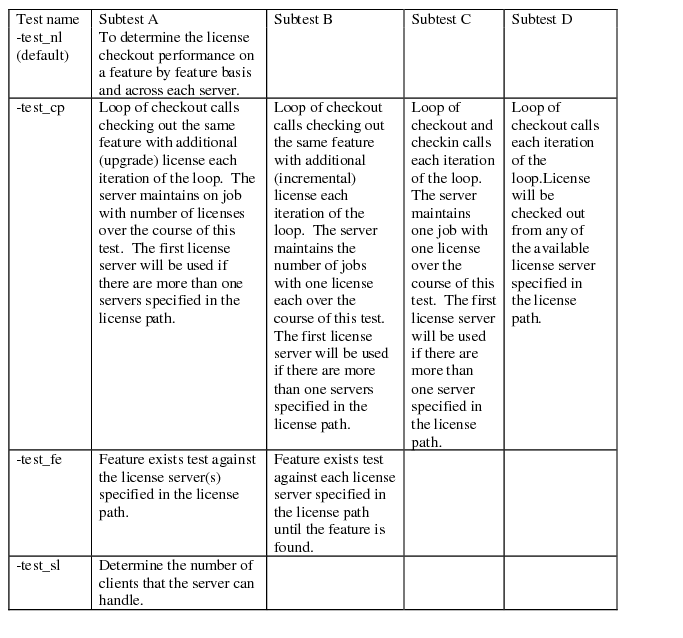 Test name
-test_nl
(default)
Subtest A
To determine the license
checkout performance on
a feature by feature basis
and across each server.
Subtest B
Subtest C
Subtest D
-test_cp
Loop of checkout calls
checking out the same
feature with additional
(upgrade) license each
iteration of the loop.  The
server maintains on job
with number of licenses
over the course of this
test.  The first license
server will be used if
there are more than one
servers specified in the
license path.
Loop of checkout
calls checking out
the same feature
with additional
(incremental)
license each
iteration of the
loop.  The server
maintains the
number of jobs
with one license
each over the
course of this test.
The first license
server will be used
if there are more
than one servers
specified in the
license path.
Loop of
checkout and
checkin calls
each iteration
of the loop.
The server
maintains
one job with
one license
over the
course of this
test.  The first
license server
will be used
if there are
more than
one server
specified in
the license
path.
Loop of
checkout calls
each iteration
of the
loop.License
will be
checked out
from any of
the available
license server
specified in
the license
path.
-test_fe
Feature exists test against
the license server(s)
specified in the license
path.
Feature exists test
against each license
server specified in
the license path
until the feature is
found.
-test_sl
Determine the number of
clients that the server can
handle.